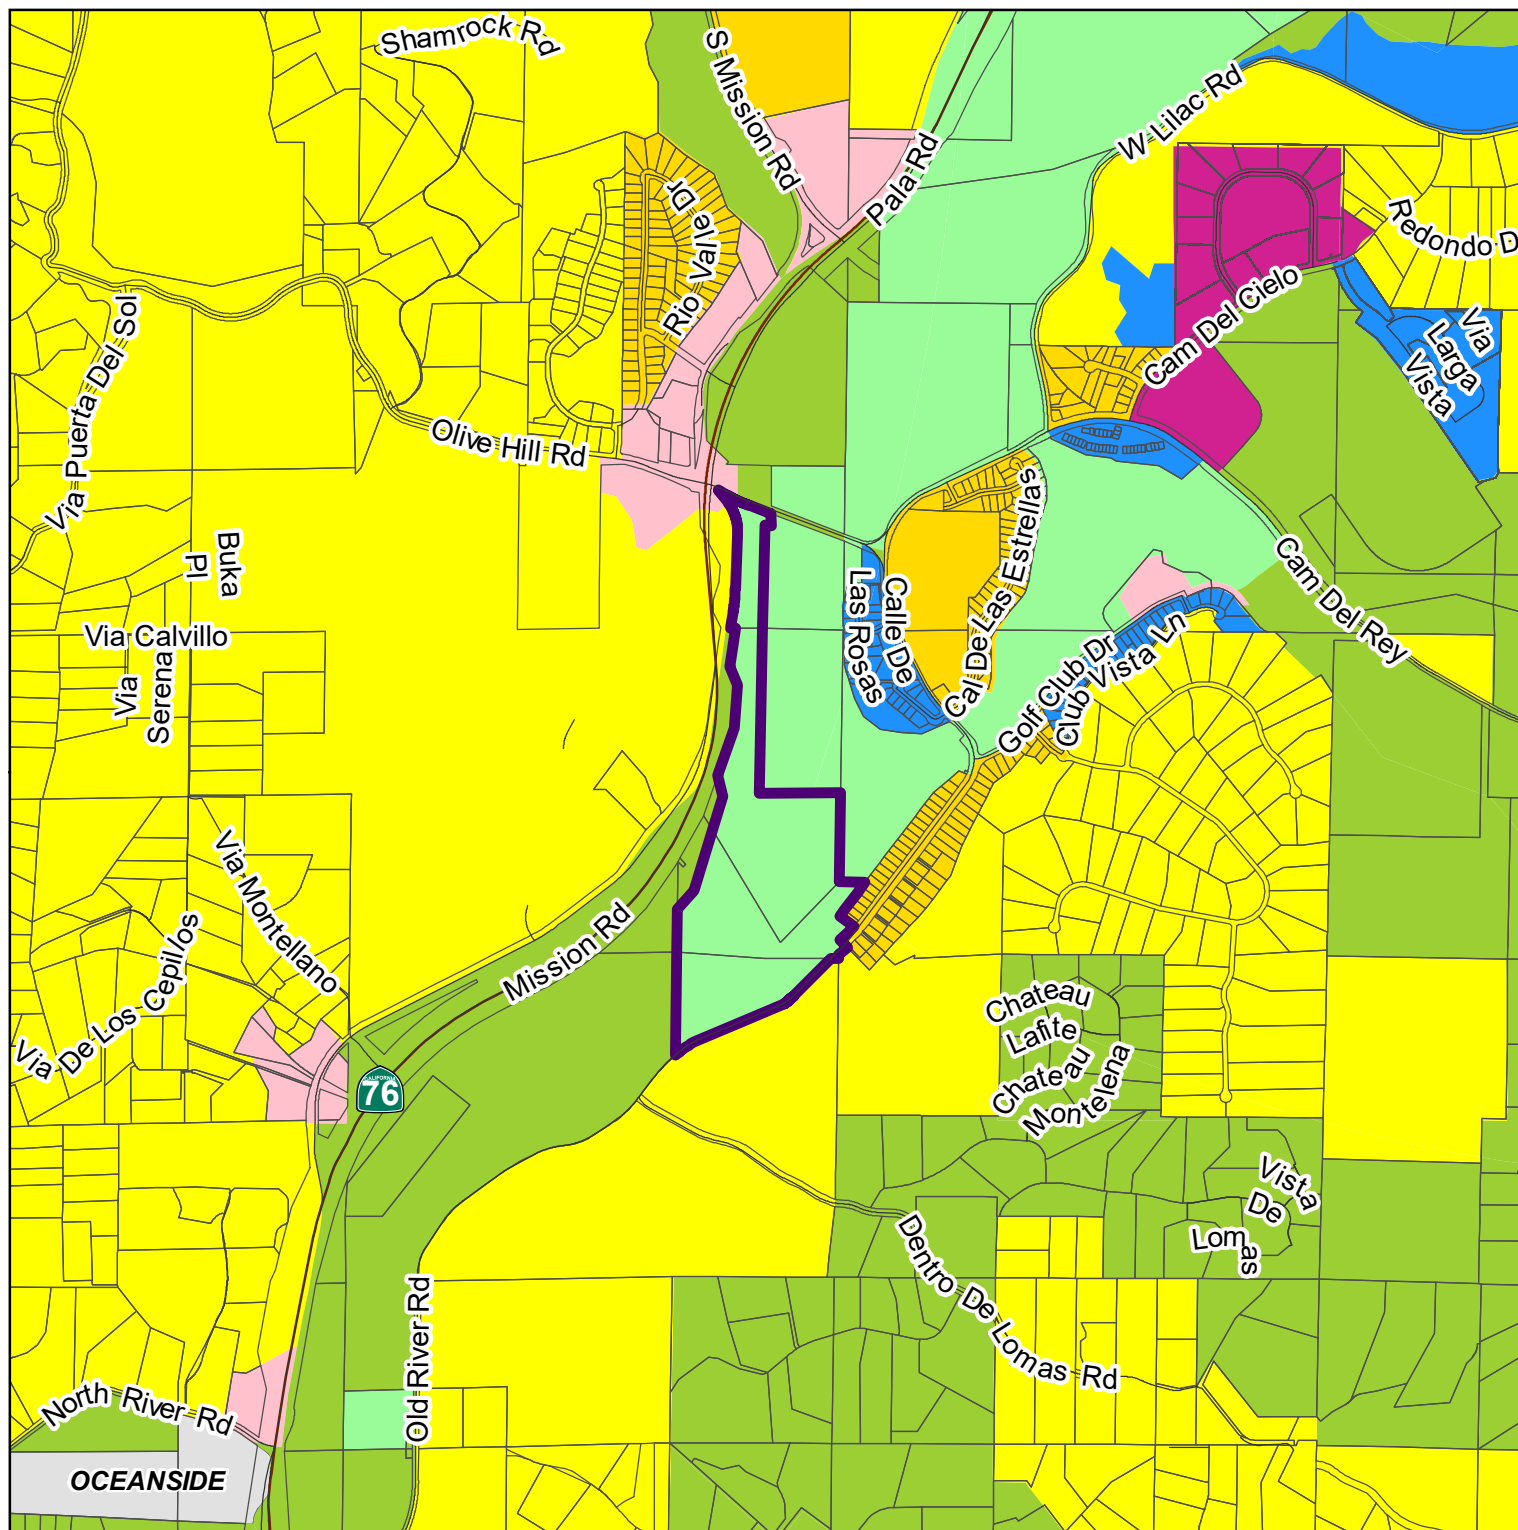 Shamrock Rd
S Mission Rd
W Lilac Rd
Pala Rd
Rio Valle Dr
Redondo D
Cam Del Cielo
Via Puerta Del Sol
Via
Larga
Vista
Olive Hill Rd
Cal De Las Estrellas
Buka
Pl
Cam Del Rey
Calle De
Las Rosas
Via Calvillo
Via
Serena
Golf Club Dr
Club Vista Ln
Via Montellano
Mission Rd
Via De Los Cepillos
Chateau
Lafite
Chateau
Montelena
CALIFORNIA
76
Vista
De
Lomas
Dentro De Lomas Rd
Old River Rd
North River Rd
OCEANSIDE